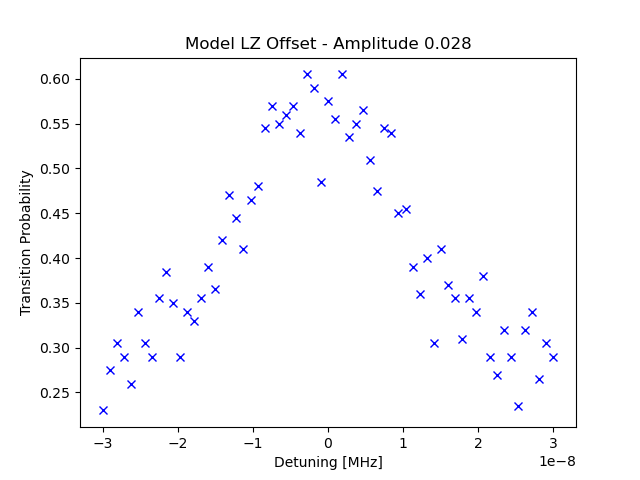 Model LZ Offset - Amplitude 0.028
Transition Probability
0.60
0.55
0.50
0.45
0.40
0.35
0.30
0.25
−3 −2 −1 0 1 2 3
1e−8
Detuning [MHz]